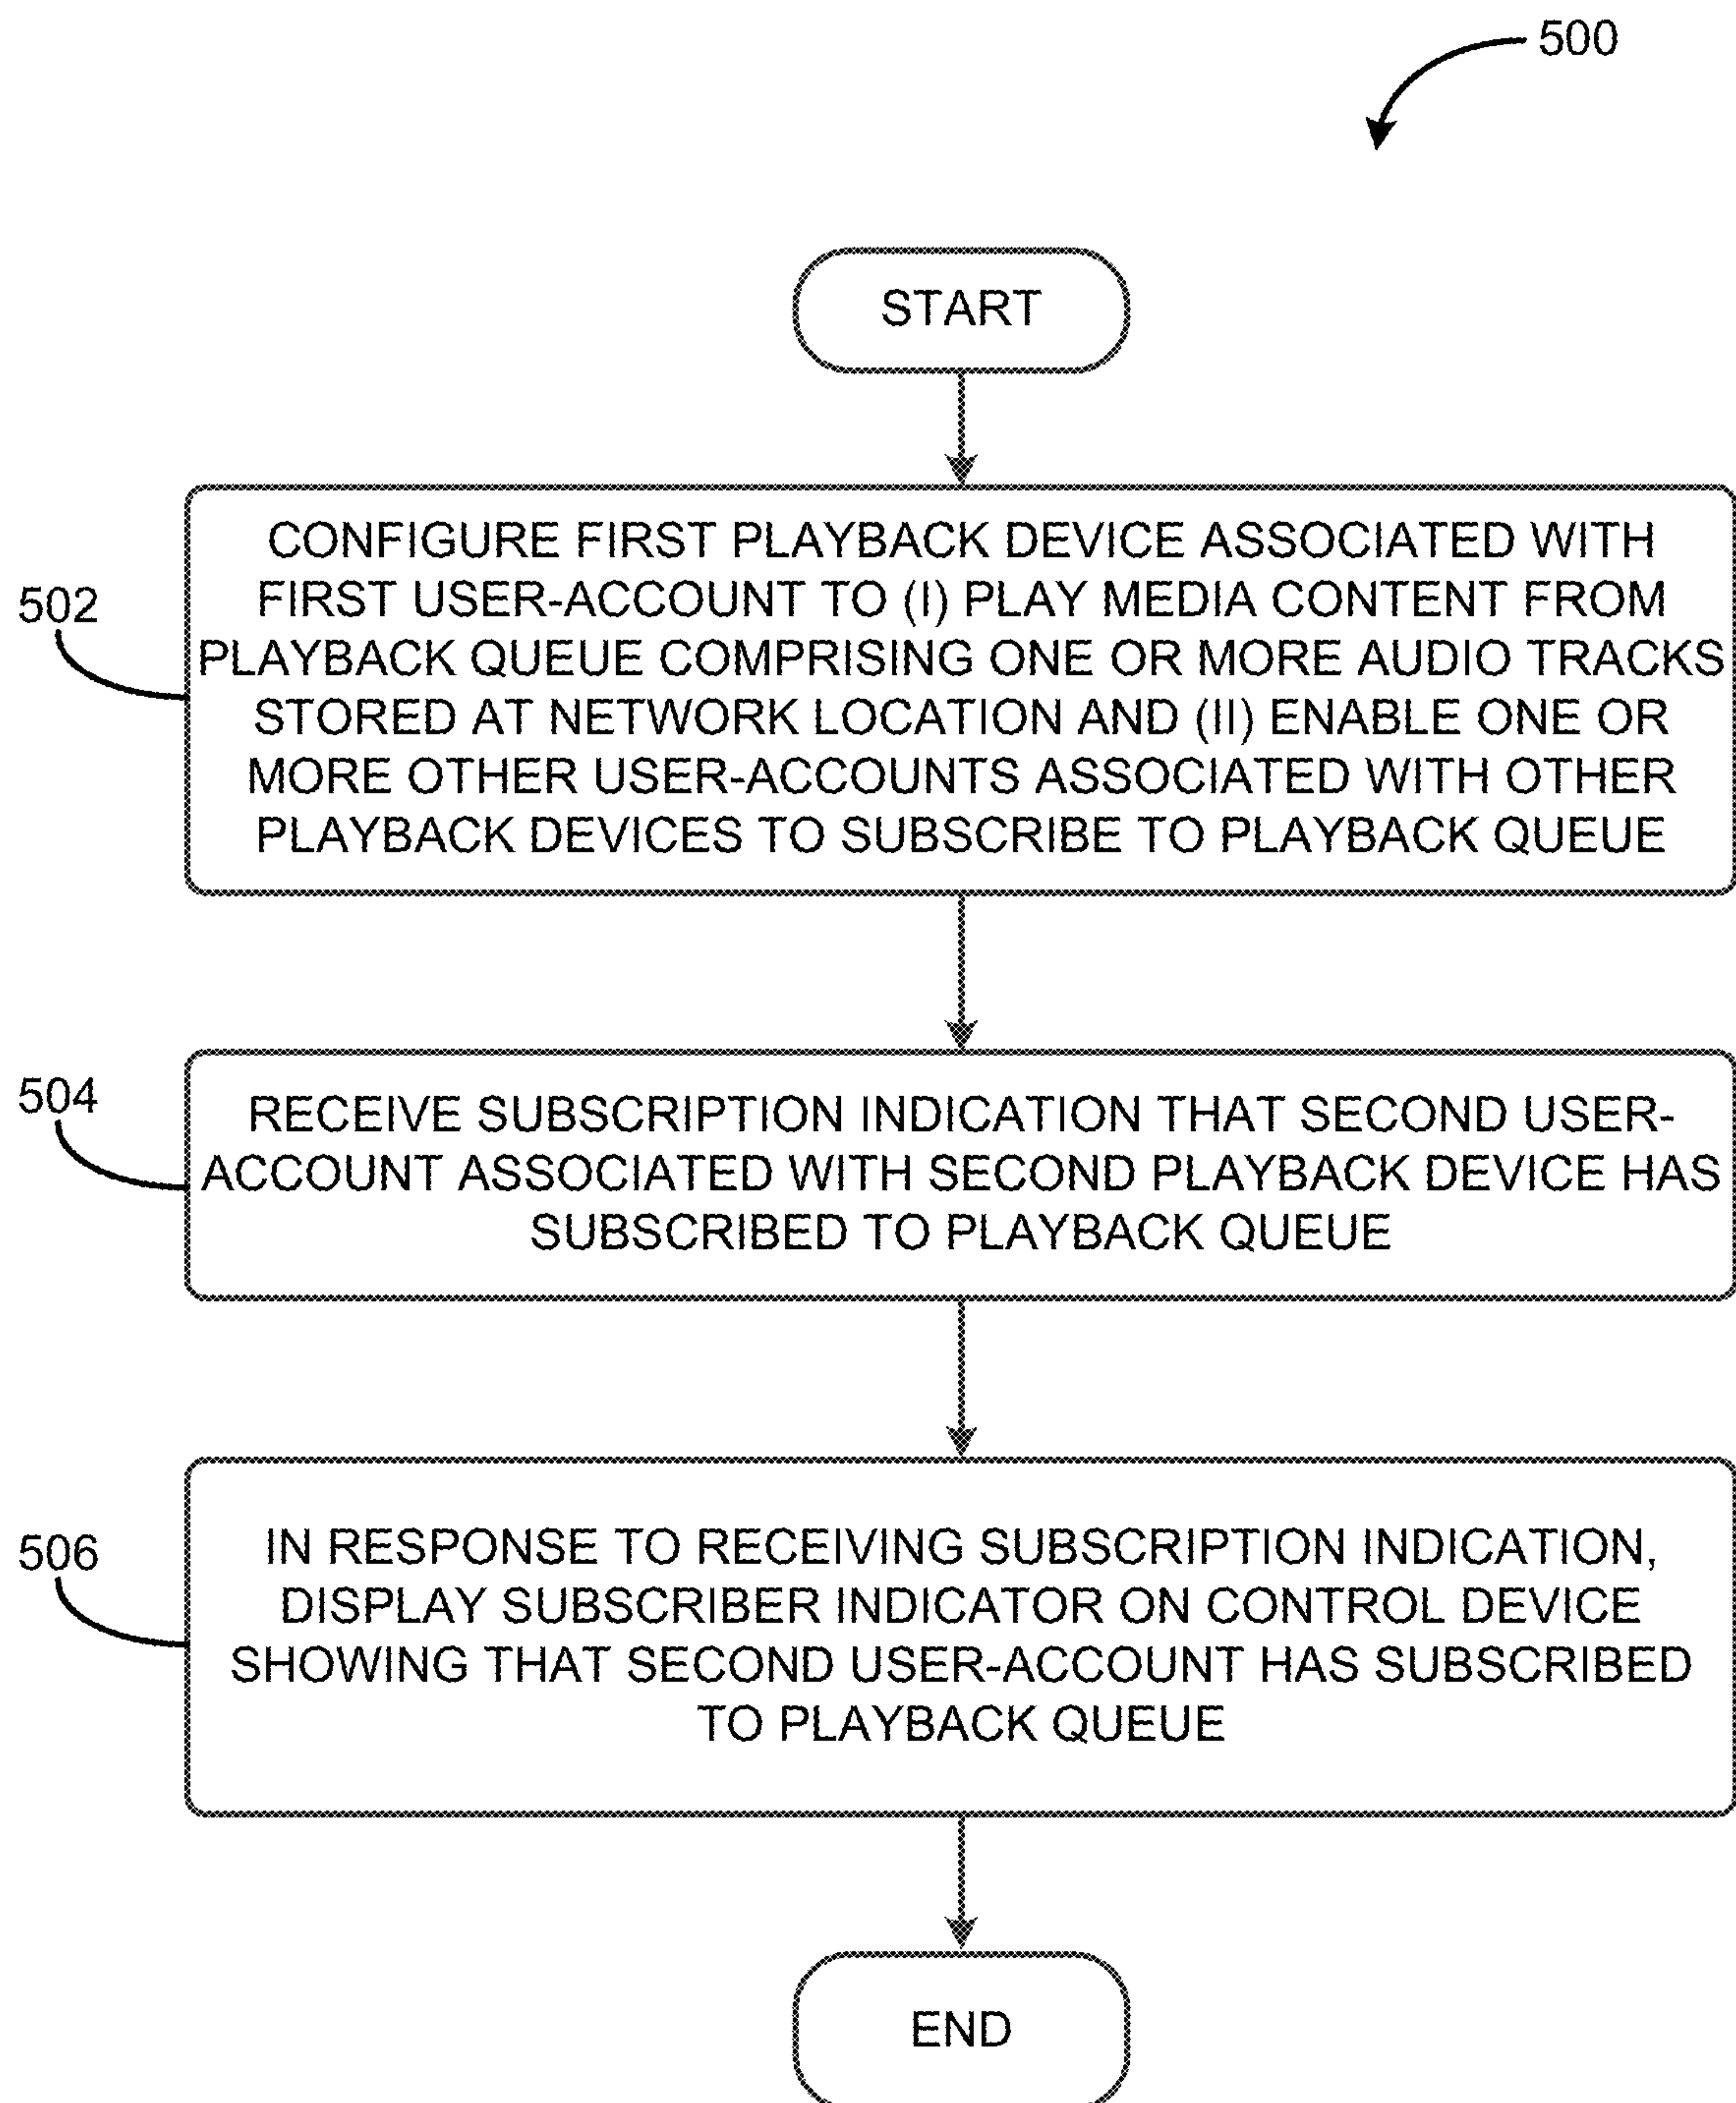 500
START
502
CONFIGURE FIRST PLAYBACK DEVICE ASSOCIATED WITH
FIRST USER-ACCOUNT TO (I) PLAY MEDIA CONTENT FROM
PLAYBACK QUEUE COMPRISING ONE OR MORE AUDIO TRACKS
STORED AT NETWORK LOCATION AND (II) ENABLE ONE OR
MORE OTHER USER-ACCOUNTS ASSOCIATED WITH OTHER
PLAYBACK DEVICES TO SUBSCRIBE TO PLAYBACK QUEUE
504
RECEIVE SUBSCRIPTION INDICATION THAT SECOND USER-
ACCOUNT ASSOCIATED WITH SECOND PLAYBACK DEVICE HAS
SUBSCRIBED TO PLAYBACK QUEUE
506
IN RESPONSE TO RECEIVING SUBSCRIPTION INDICATION,
DISPLAY SUBSCRIBER INDICATOR ON CONTROL DEVICE
SHOWING THAT SECOND USER-ACCOUNT HAS SUBSCRIBED
TO PLAYBACK QUEUE
END